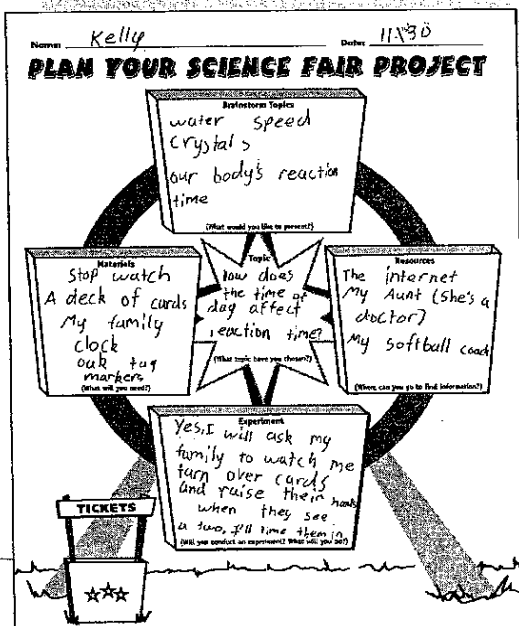 Name: Kelly Date: 11\30
PLAN YOUR SCIENCE FAIR PROJECT
Brainstorm Topics
water speed
crystals
our body's reaction
time
(What would you like to present?)
Materials
stop watch
A deck of cards
My family
clock
oak tag
markers
(What will you need?)
Topic
How does
the time of
day affect
reaction time?
(What topic have you chosen?)
Resources
The internet
My Aunt (she's a
doctor)
My softball coach
(Where can you go to find information?)
Experiment
Yes, I will ask my
family to watch me
turn over cards
and raise their hands
when they see
a two. I'll time them in
(Will you conduct an experiment? What will you do?)
TICKETS